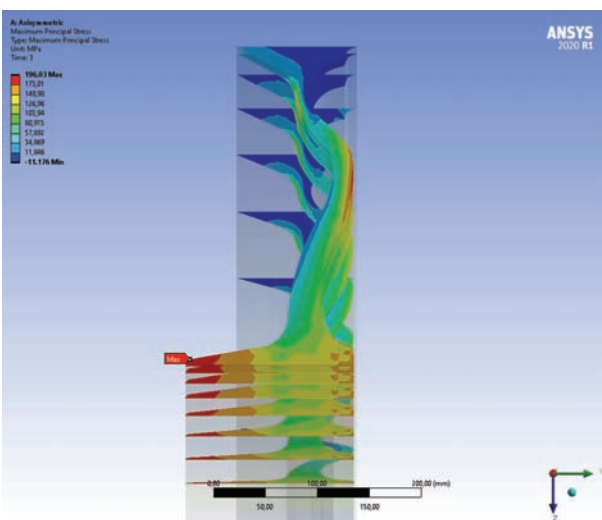 A: Axisymmetric
Maximum Principal Stress
Type: Maximum Principal Stress
Unit: MPa
Time: 3
196,03 Max
173,01
149,98
126,96
103,94
80,915
57,892
34,869
11,846
-11,176 Min
ANSYS
2020 R1
Max
0,00
100,00
200,00 (mm)
50,00
150,00
Z